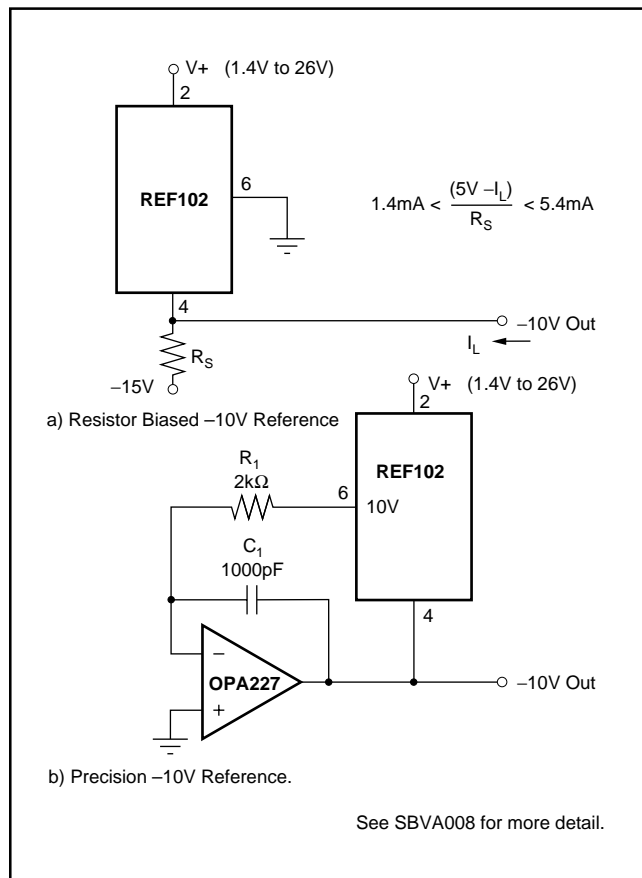 V+ (1.4V to 26V)
2
REF102
6
1.4mA < (5V –I_L) / R_S < 5.4mA
4
–10V Out
I_L
R_S
–15V
a) Resistor Biased –10V Reference
V+ (1.4V to 26V)
2
REF102
R_1
2kΩ
6
10V
C_1
1000pF
4
–
OPA227
–10V Out
+
b) Precision –10V Reference.
See SBVA008 for more detail.